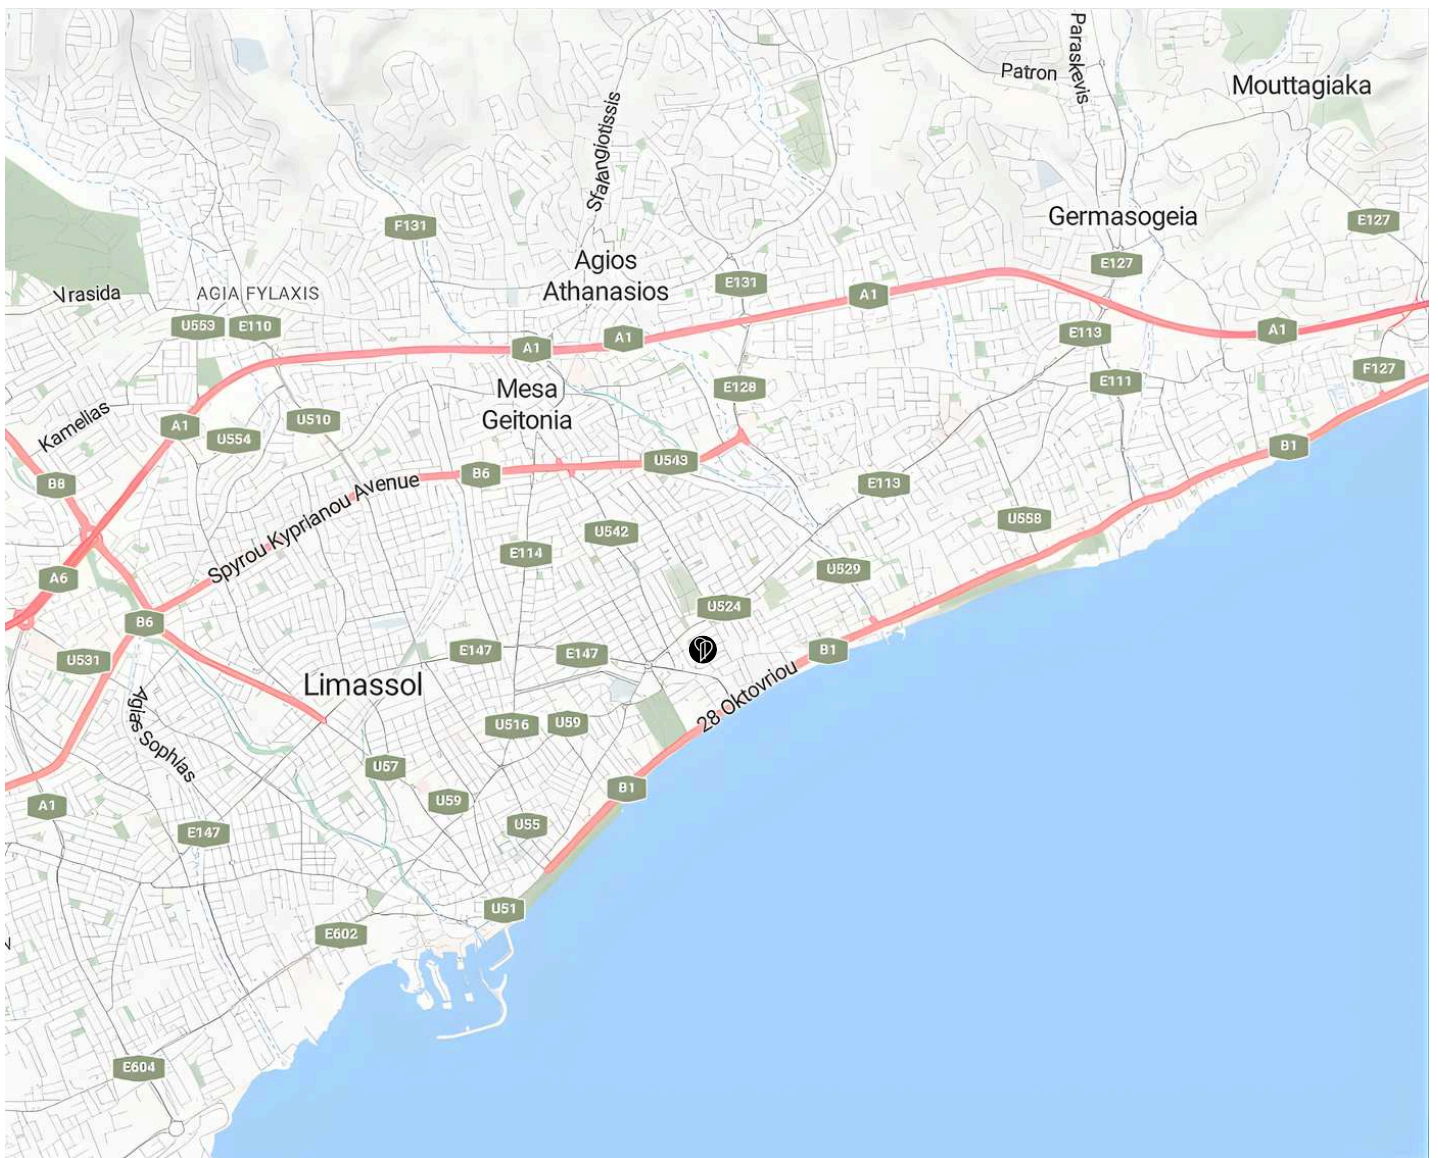 Patron
Paraskevis
Mouttagiaka
Sfalangiotissis
Germasogeia
E127
F131
E127
Agios
Athanasios
E131
A1
Vrasida
AGIA FYLAXIS
U553
E110
A1
A1
E113
A1
Mesa
Geitonia
E128
E111
F127
Kamelias
A1
U554
U510
B8
Spyrou Kyprianou Avenue
B6
U543
E113
B1
U558
U542
E114
A6
U529
B6
U524
U531
E147
E147
B1
Limassol
28 Oktovriou
Agias Sophias
U516
U59
U57
B1
A1
U59
E147
U55
U51
E602
N
E604